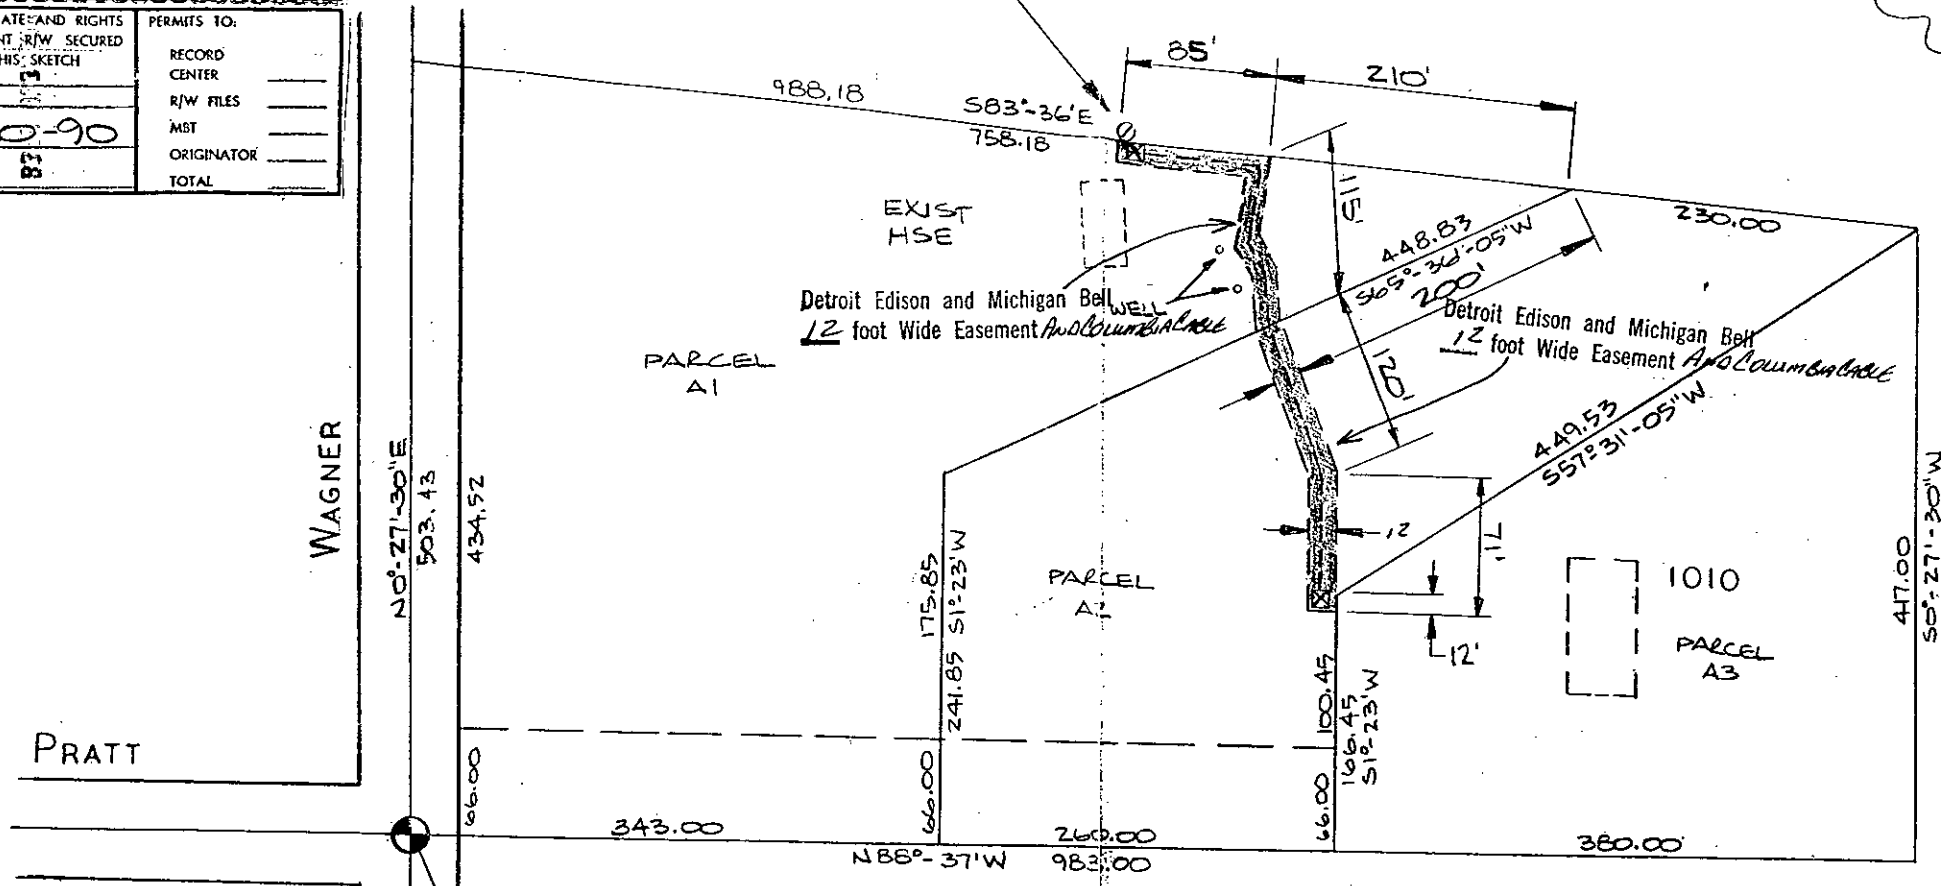 ATE AND RIGHTS
NT R/W SECURED
HIS SKETCH
0-90
PERMITS TO:
RECORD
CENTER
R/W FILES
MBT
ORIGINATOR
TOTAL
85'
210'
988.18
S83°-36'E
758.18
115'
230.00
EXIST
HSE
448.83
S65°-36'-05"W
200'
Detroit Edison and Michigan Bell
12 foot Wide Easement AND COLUMBIA CABLE
WELL
Detroit Edison and Michigan Bell
12 foot Wide Easement AND COLUMBIA CABLE
120'
PARCEL
A1
449.53
S57°-31'-05"W
WAGNER
N0°-27'-30"E
503.43
434.52
175.85
241.85 S1°-23'W
12
71'
12'
PARCEL
1010
PARCEL
A3
417.00
S0°-27'-30"W
100.45
166.45
S1°-23'W
PRATT
66.00
66.00
66.00
343.00
260.00
380.00
N88°-37'W 983.00